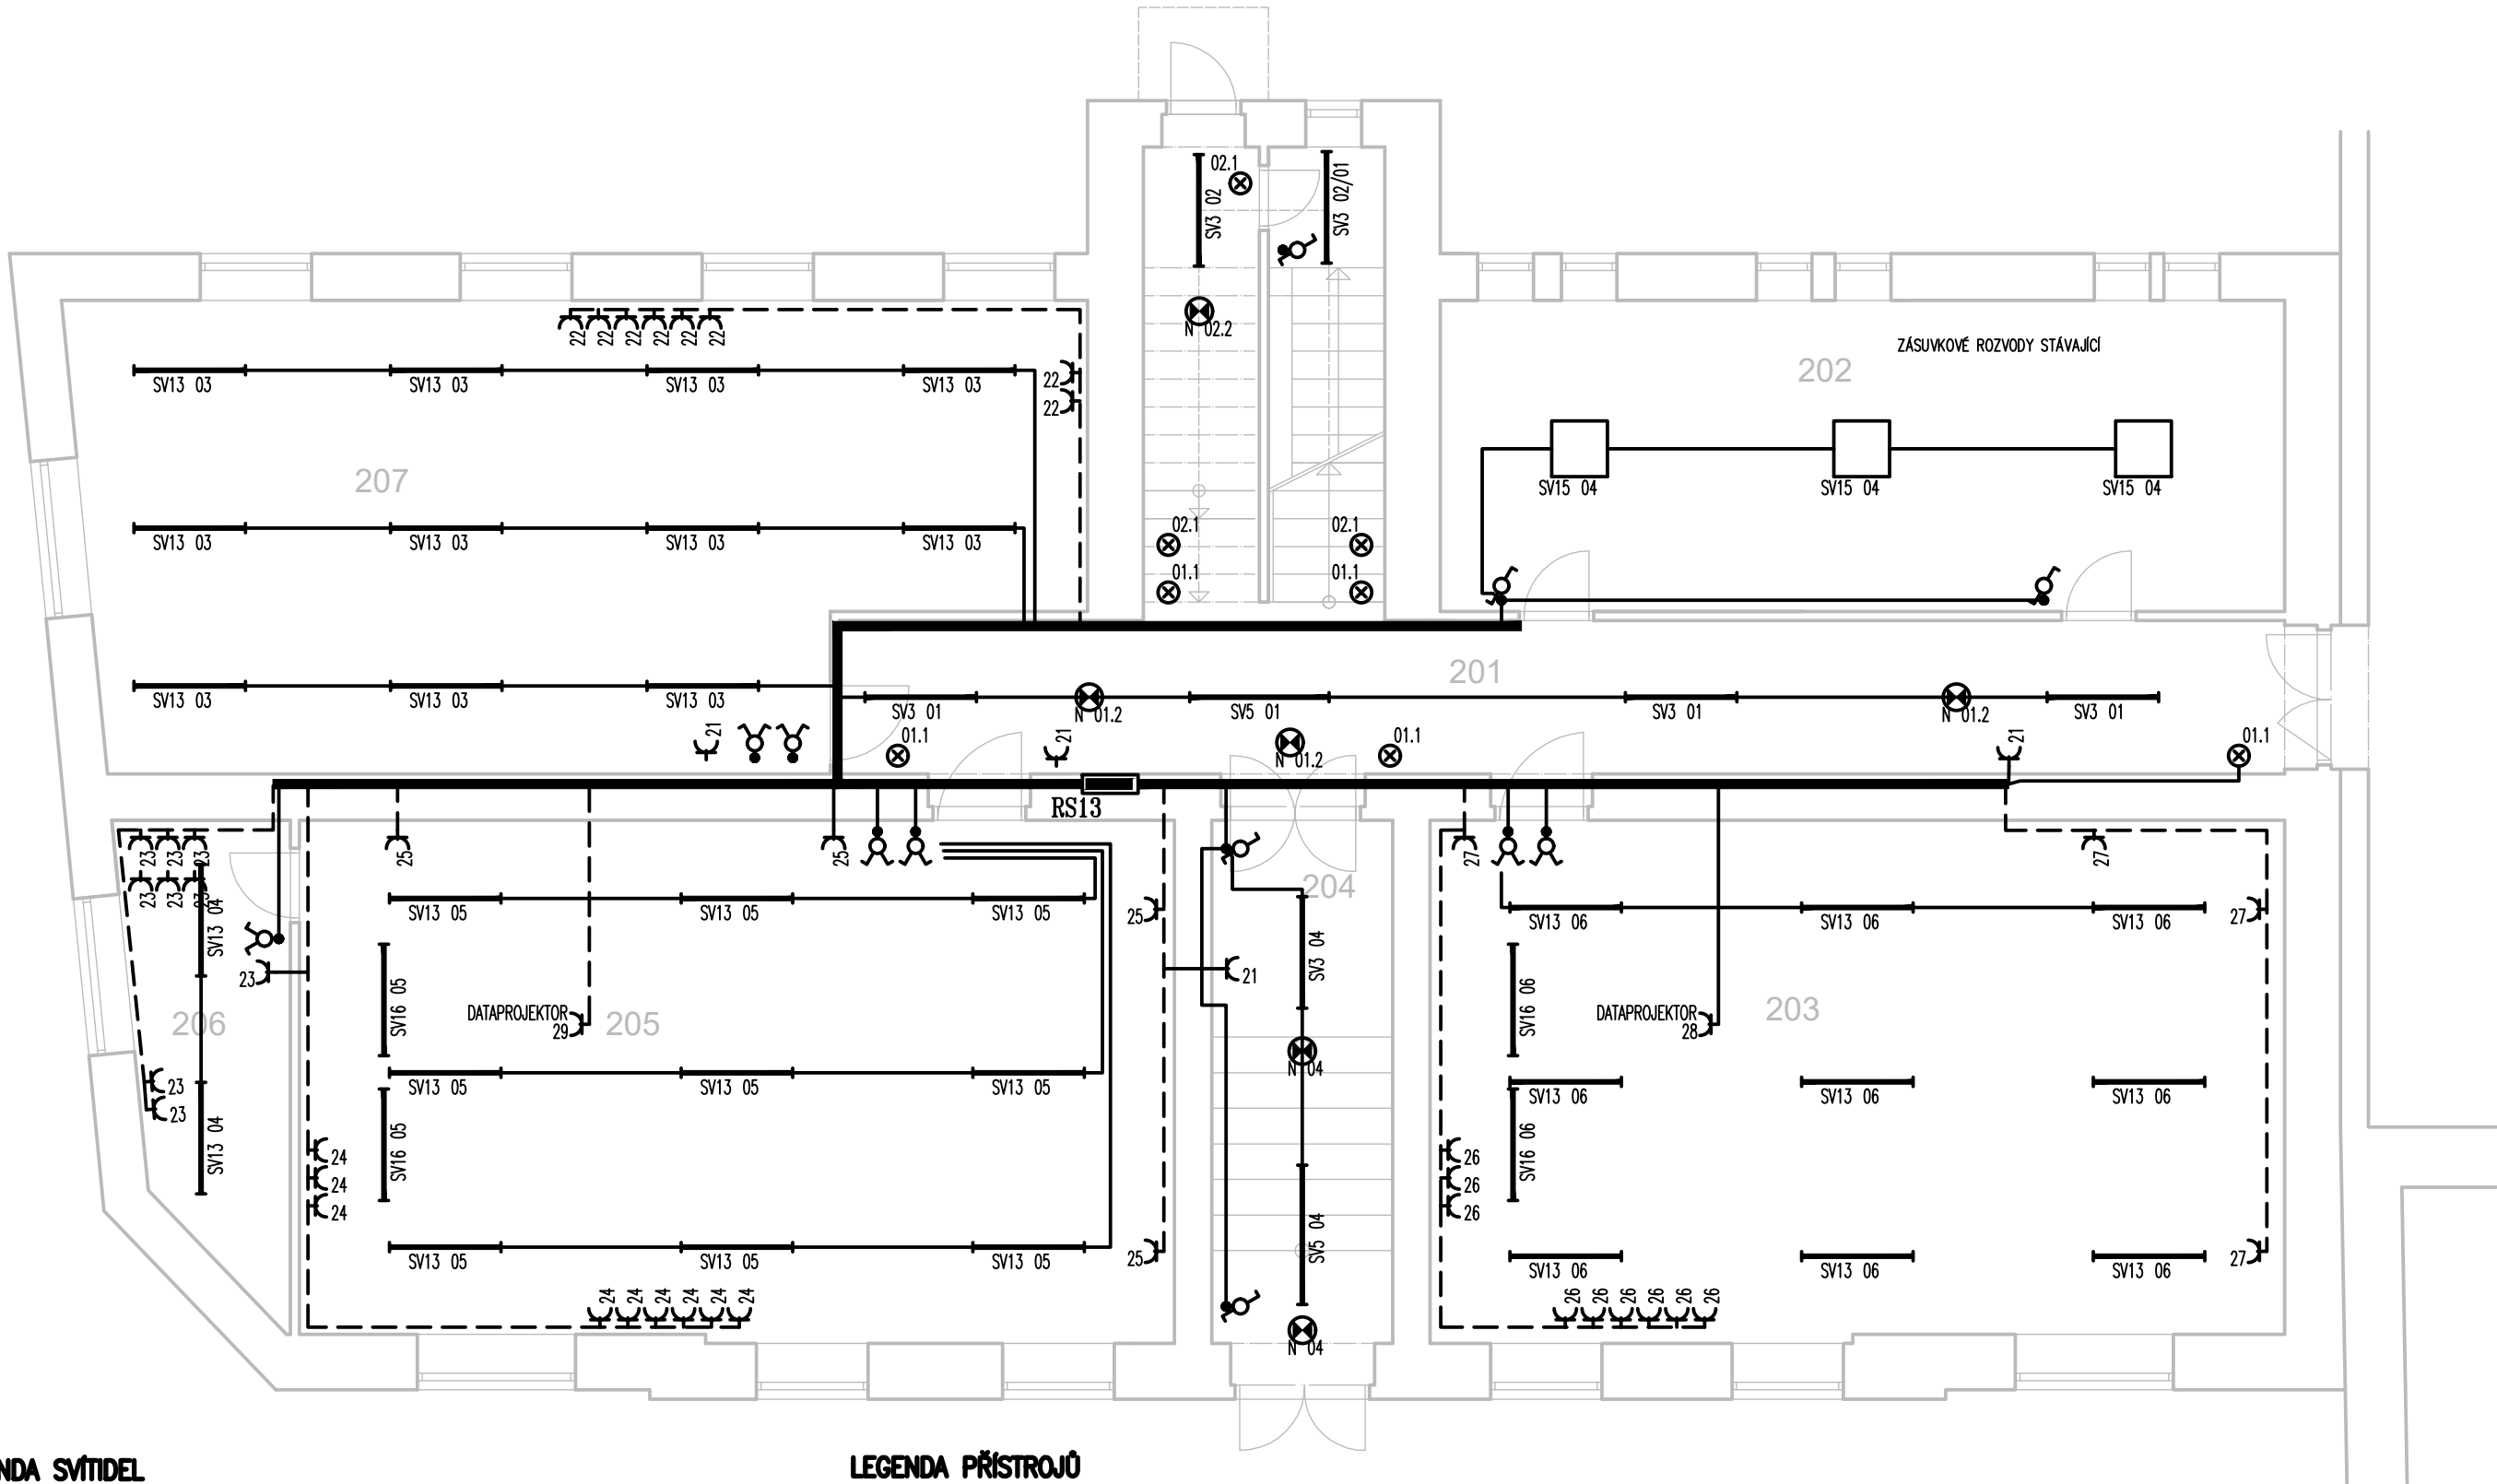 02.1
SV3 02
SV3 02/01
N 02.2
22 22 22 22 22 22
ZÁSUVKOVÉ ROZVODY STÁVAJÍCÍ
202
SV13 03 SV13 03 SV13 03 SV13 03
22
22
207
SV15 04 SV15 04 SV15 04
02.1 02.1
SV13 03 SV13 03 SV13 03 SV13 03
01.1 01.1
201
SV13 03 SV13 03 SV13 03
SV3 01 N 01.2 SV5 01 SV3 01 N 01.2 SV3 01
21 01.1 21 N 01.2 01.1 21 01.1
RS13
23 23 23 25 25 27 27
23 23 23
204
SV13 04
SV13 05 SV13 05 SV13 05 25
SV13 06 SV13 06 SV13 06 27
SV3 04
23
21
SV16 05
SV16 06
DATAPROJEKTOR
29
DATAPROJEKTOR
28
206 205 203
N 04
23
23
SV13 05 SV13 05 SV13 05
SV13 06 SV13 06 SV13 06
SV13 04
SV16 05
SV16 06
24
24
24
26
26
26
SV5 04
SV13 05 SV13 05 SV13 05 25
SV13 06 SV13 06 SV13 06 27
24 24 24 24 24 24
26 26 26 26 26 26
N 04
NDA SVÍTIDEL
LEGENDA PŘÍSTROJŮ